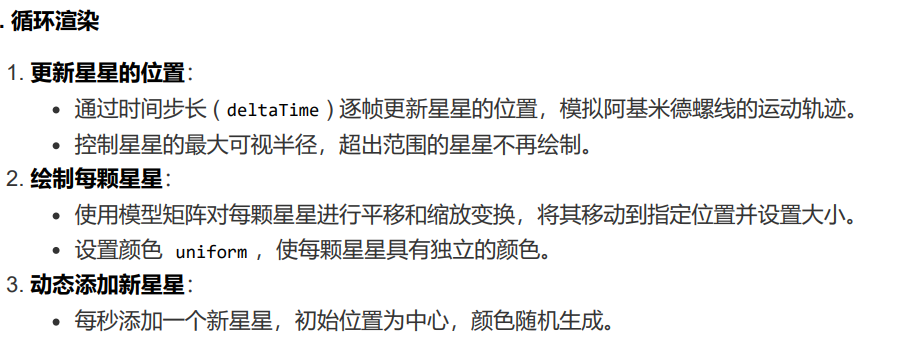 . 循环渲染
1. 更新星星的位置：
• 通过时间步长 ( deltaTime ) 逐帧更新星星的位置，模拟阿基米德螺线的运动轨迹。
• 控制星星的最大可视半径，超出范围的星星不再绘制。
2. 绘制每颗星星：
• 使用模型矩阵对每颗星星进行平移和缩放变换，将其移动到指定位置并设置大小。
• 设置颜色 uniform ，使每颗星星具有独立的颜色。
3. 动态添加新星星：
• 每秒添加一个新星星，初始位置为中心，颜色随机生成。